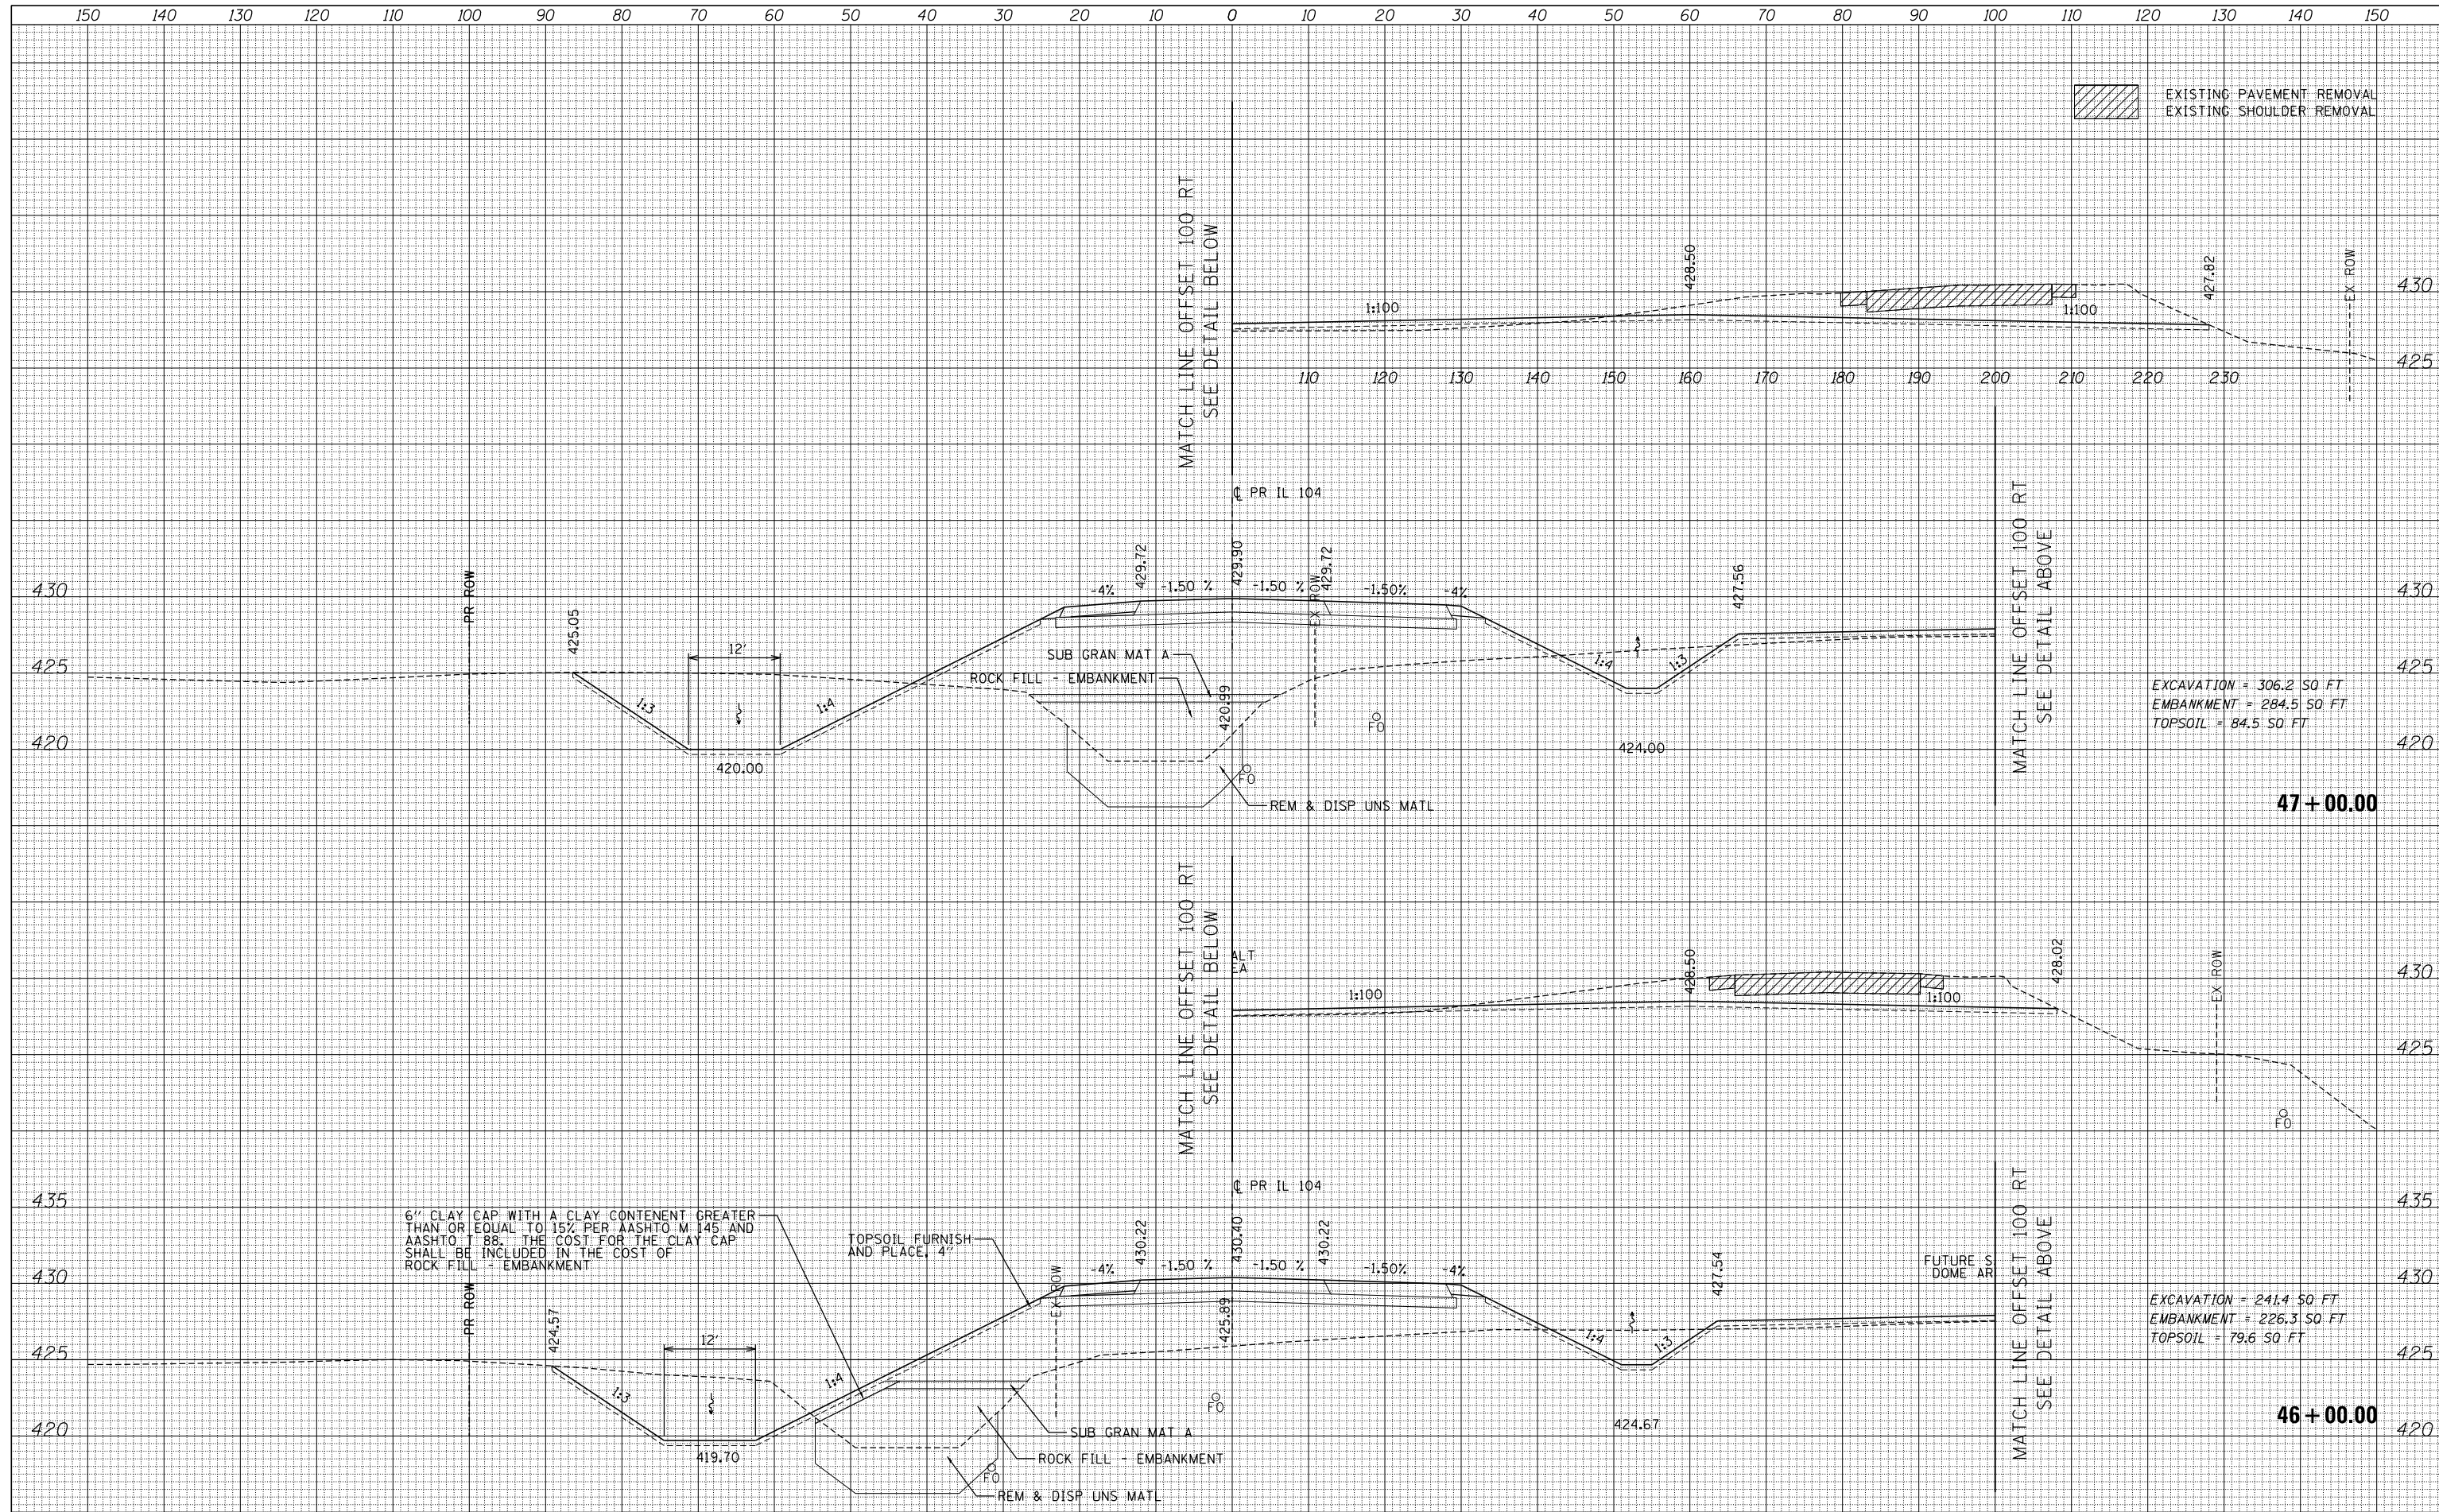 150 140 130 120 110 100 90 80 70 60 50 40 30 20 10 0 10 20 30 40 50 60 70 80 90 100 110 120 130 140 150
EXISTING PAVEMENT REMOVAL
EXISTING SHOULDER REMOVAL
MATCH LINE OFFSET 100 RT
SEE DETAIL BELOW
1:100
428.50
1:100
427.82
EX ROW
430
425
110 120 130 140 150 160 170 180 190 200 210 220 230
℄ PR IL 104
430
425
420
PR ROW
425.05
12'
1:3
1:4
420.00
-4%
429.72
-1.50 %
429.90
-1.50 %
EX ROW
429.72
-1.50%
-4%
SUB GRAN MAT A
ROCK FILL - EMBANKMENT
420.99
FO
FO
REM & DISP UNS MATL
1:4
1:3
424.00
427.56
MATCH LINE OFFSET 100 RT
SEE DETAIL ABOVE
430
425
420
EXCAVATION = 306.2 SQ FT
EMBANKMENT = 284.5 SQ FT
TOPSOIL = 84.5 SQ FT
47+00.00
MATCH LINE OFFSET 100 RT
SEE DETAIL BELOW
ALT
EA
1:100
428.50
1:100
428.02
EX ROW
FO
430
425
℄ PR IL 104
435
430
425
420
6" CLAY CAP WITH A CLAY CONTENENT GREATER
THAN OR EQUAL TO 15% PER AASHTO M 145 AND
AASHTO T 88. THE COST FOR THE CLAY CAP
SHALL BE INCLUDED IN THE COST OF
ROCK FILL - EMBANKMENT
TOPSOIL FURNISH
AND PLACE, 4"
PR ROW
424.57
12'
1:3
1:4
419.70
EX ROW
-4%
430.22
-1.50 %
430.40
-1.50 %
430.22
-1.50%
-4%
425.89
FO
FO
SUB GRAN MAT A
ROCK FILL - EMBANKMENT
REM & DISP UNS MATL
1:4
1:3
424.67
427.54
FUTURE S
DOME AR
MATCH LINE OFFSET 100 RT
SEE DETAIL ABOVE
435
430
425
420
EXCAVATION = 241.4 SQ FT
EMBANKMENT = 226.3 SQ FT
TOPSOIL = 79.6 SQ FT
46+00.00